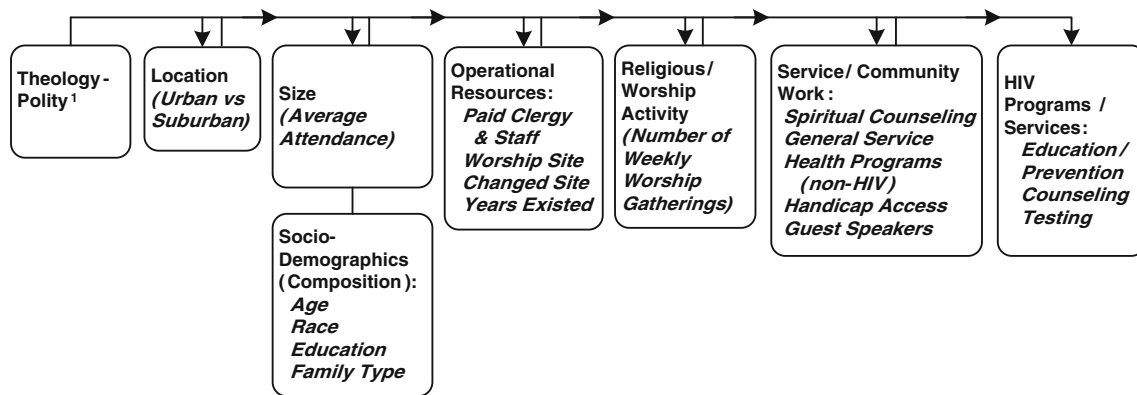 Theology-
Polity 1
Location
(Urban vs
Suburban)
Size
(Average
Attendance)
Socio-
Demographics
(Composition):
Age
Race
Education
Family Type
Operational
Resources:
Paid Clergy
& Staff
Worship Site
Changed Site
Years Existed
Religious/
Worship
Activity
(Number of
Weekly
Worship
Gatherings)
Service/ Community
Work:
Spiritual Counseling
General Service
Health Programs
(non-HIV)
Handicap Access
Guest Speakers
HIV
Programs /
Services:
Education/
Prevention
Counseling
Testing